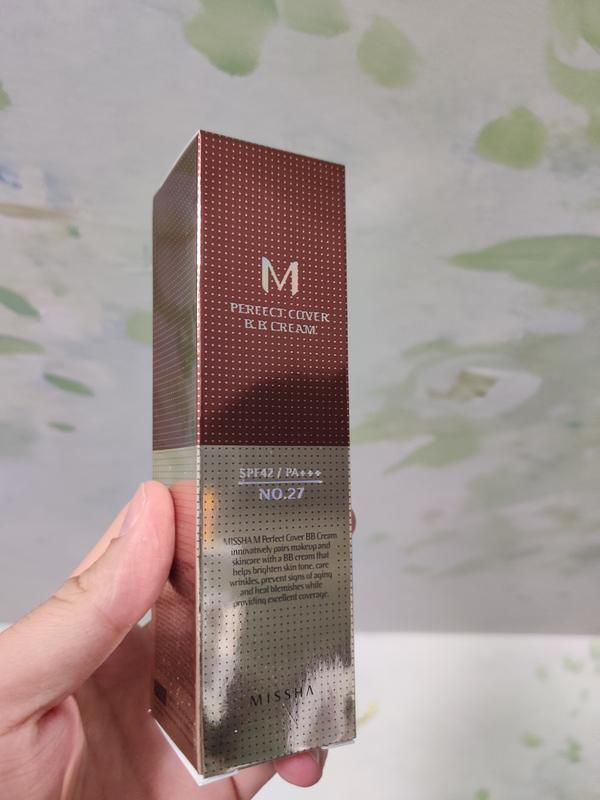 M
PERFECT COVER
B.B CREAM
SPF42 / PA+++
NO.27
MISSHA M Perfect Cover BB Cream
innovatively pairs makeup and
skincare with a BB cream that
helps brighten skin tone, care
wrinkles, prevent signs of aging
and heal blemishes while
providing excellent coverage.
MISSHA